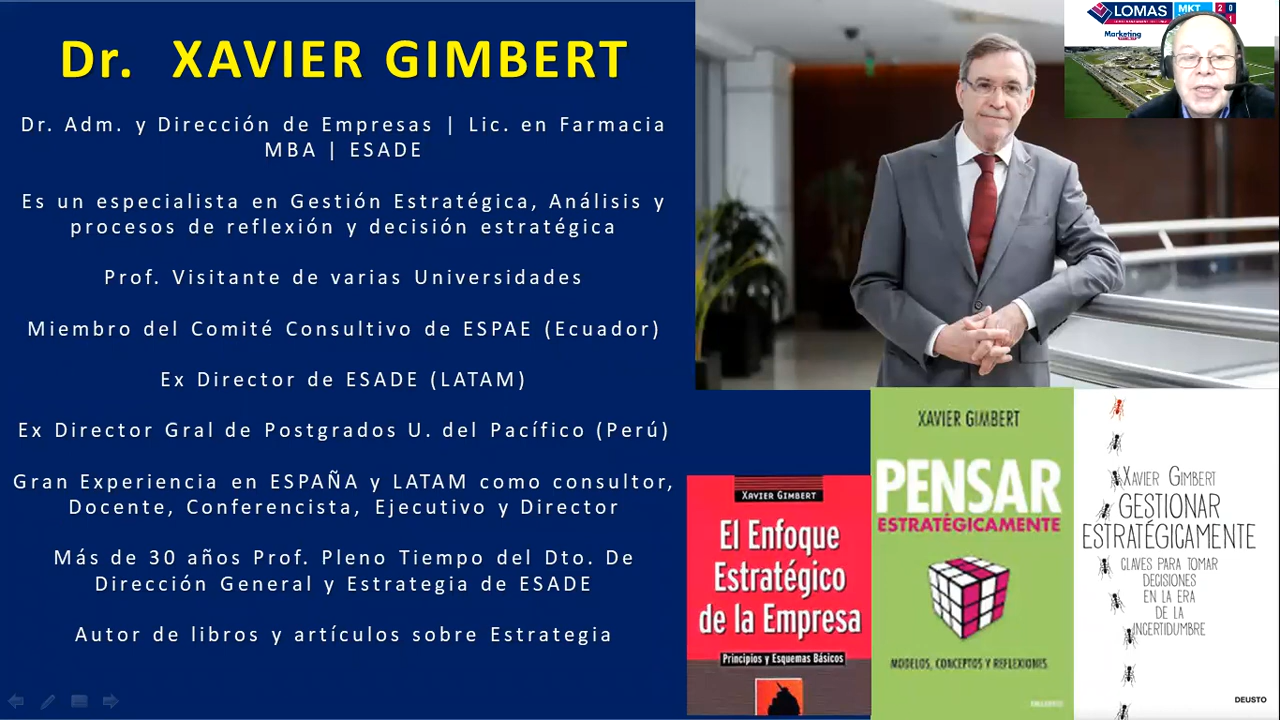 Dr. XAVIER GIMBERT
Dr. Adm. y Dirección de Empresas | Lic. en Farmacia
MBA | ESADE
Es un especialista en Gestión Estratégica, Análisis y
procesos de reflexión y decisión estratégica
Prof. Visitante de varias Universidades
Miembro del Comité Consultivo de ESPAE (Ecuador)
Ex Director de ESADE (LATAM)
Ex Director Gral de Postgrados U. del Pacífico (Perú)
Gran Experiencia en ESPAÑA y LATAM como consultor,
Docente, Conferencista, Ejecutivo y Director
Más de 30 años Prof. Pleno Tiempo del Dto. De
Dirección General y Estrategia de ESADE
Autor de libros y artículos sobre Estrategia
LOMAS
MKT
2 0
1
Marketing
XAVIER GIMBERT
El Enfoque
Estratégico
de la Empresa
Principios y Esquemas Básicos
XAVIER GIMBERT
PENSAR
ESTRATÉGICAMENTE
MODELOS, CONCEPTOS Y REFLEXIONES
XAVIER GIMBERT
GESTIONAR
ESTRATÉGICAMENTE
CLAVES PARA TOMAR
DECISIONES
EN LA ERA
DE LA
INCERTIDUMBRE
DEUSTO